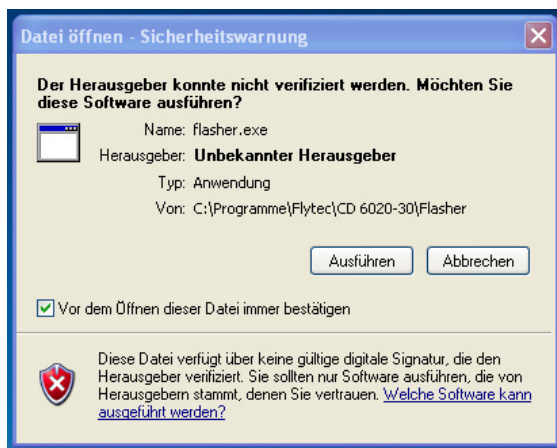 Datei öffnen - Sicherheitswarnung
Der Herausgeber konnte nicht verifiziert werden. Möchten Sie
diese Software ausführen?
Name: flasher.exe
Herausgeber: Unbekannter Herausgeber
Typ: Anwendung
Von: C:\Programme\Flytec\CD 6020-30\Flasher
Ausführen Abbrechen
Vor dem Öffnen dieser Datei immer bestätigen
Diese Datei verfügt über keine gültige digitale Signatur, die den
Herausgeber verifiziert. Sie sollten nur Software ausführen, die von
Herausgebern stammt, denen Sie vertrauen. Welche Software kann
ausgeführt werden?